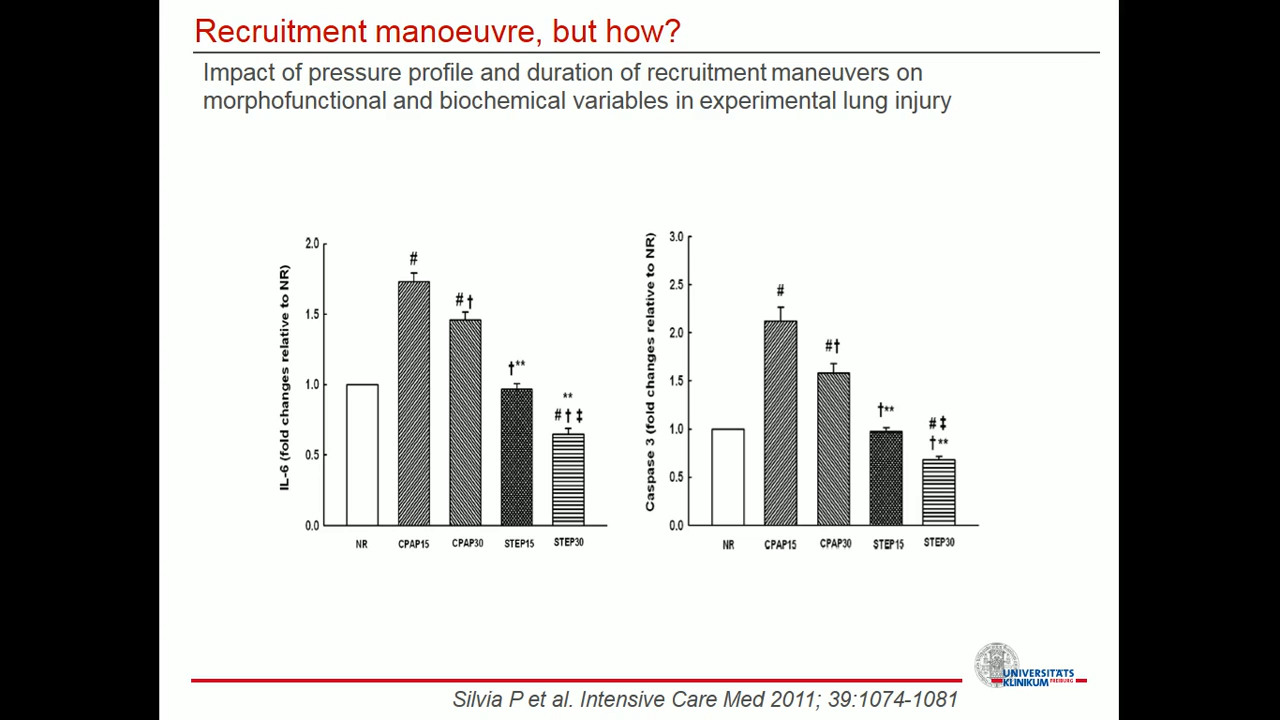 Recruitment manoeuvre, but how?
Impact of pressure profile and duration of recruitment maneuvers on
morphofunctional and biochemical variables in experimental lung injury
IL-6 (fold changes relative to NR)
2.0
1.5
1.0
0.5
0.0
#
#†
†**
**
#†‡
NR CPAP15 CPAP30 STEP15 STEP30
Caspase 3 (fold changes relative to NR)
3.0
2.5
2.0
1.5
1.0
0.5
0.0
#
#†
†**
#‡
†**
NR CPAP15 CPAP30 STEP15 STEP30
UNIVERSITÄTS
KLINIKUM FREIBURG
Silvia P et al. Intensive Care Med 2011; 39:1074-1081